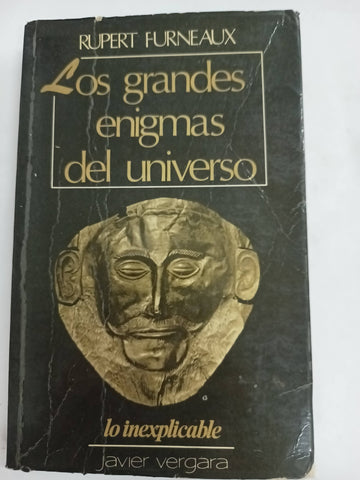 RUPERT FURNEAUX
Los grandes
enigmas
del universo
lo inexplicable
javier vergara